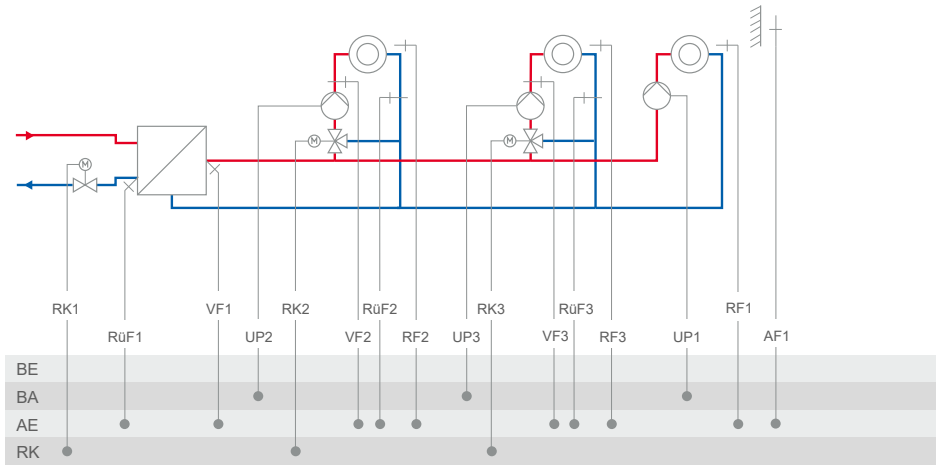 M
M
M
RK1 VF1 RK2 RüF2 RK3 RüF3 RF1
RüF1 UP2 VF2 RF2 UP3 VF3 RF3 UP1 AF1
BE
BA
AE
RK